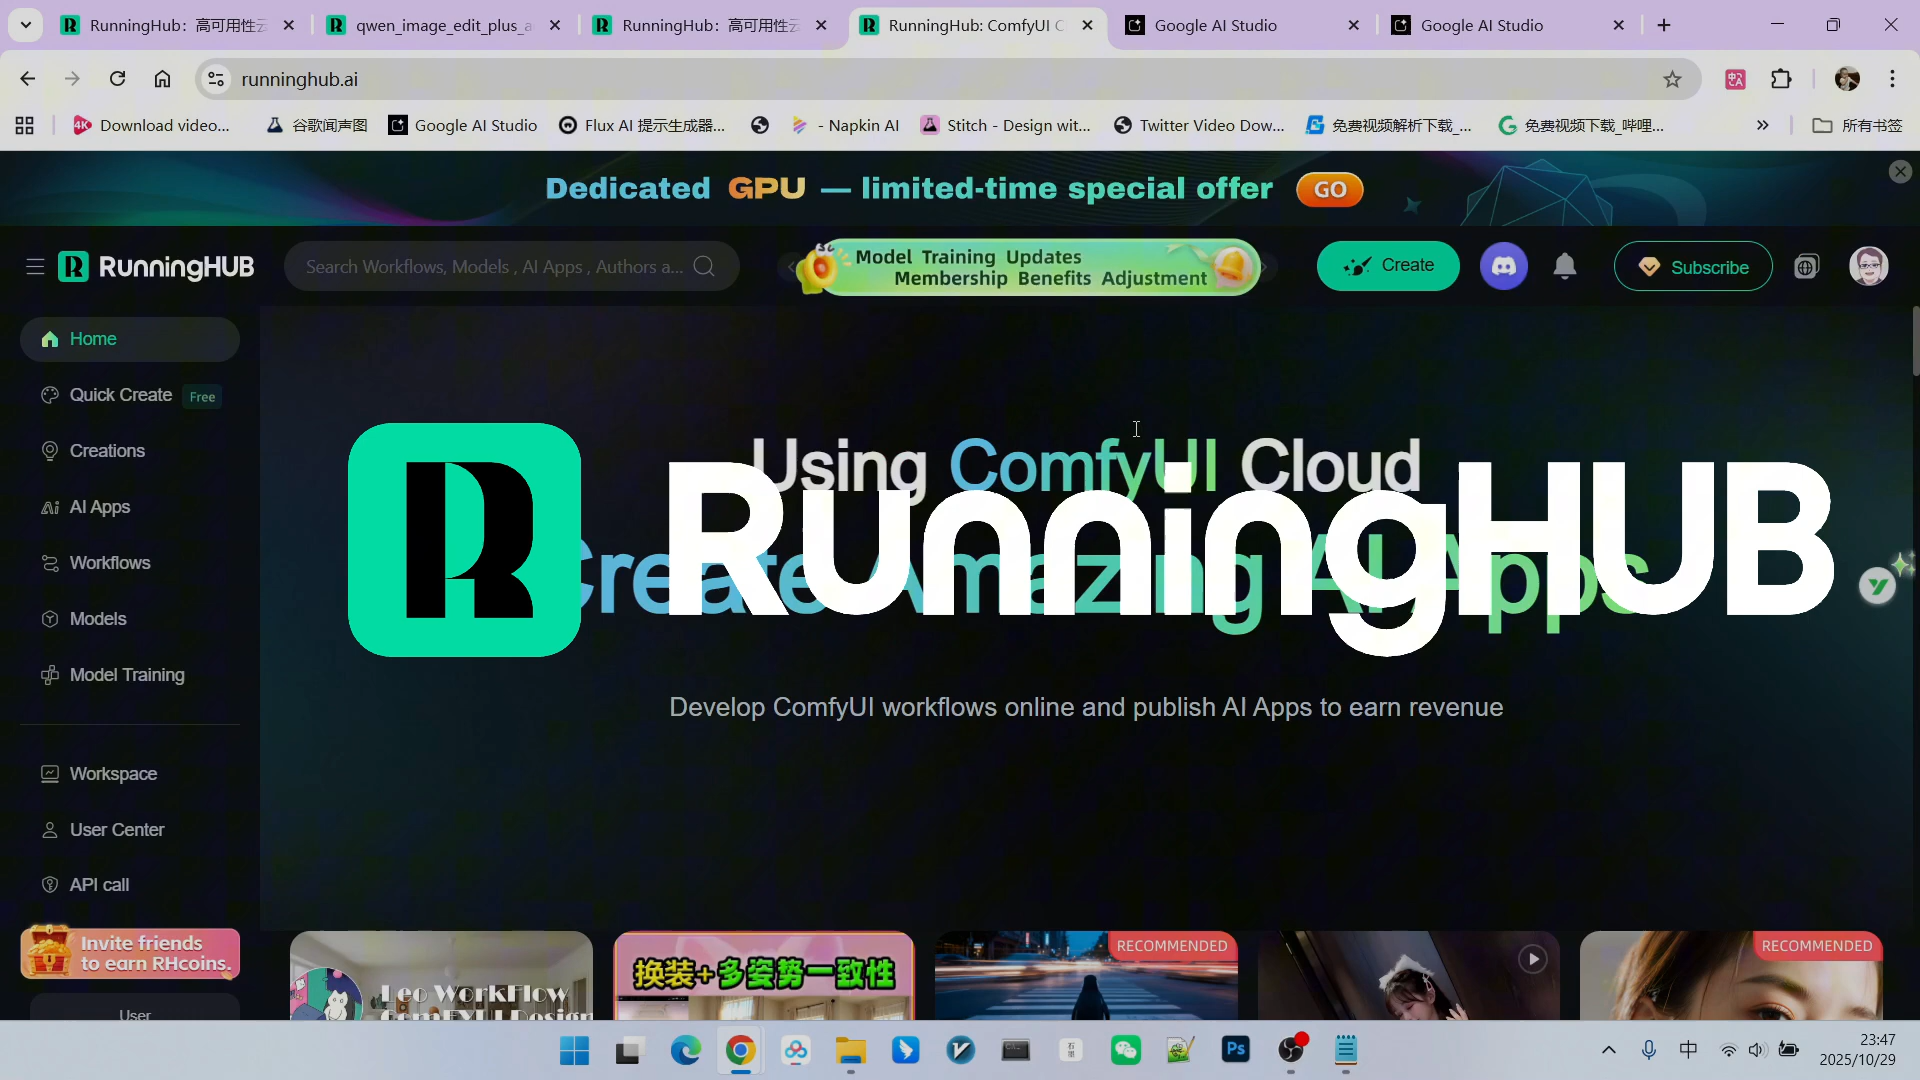 RunningHub：高可用性云
qwen_image_edit_plus_a
RunningHub：高可用性云
RunningHub: ComfyUI C
Google AI Studio
Google AI Studio
runninghub.ai
Download video...
谷歌闻声图
Google AI Studio
Flux AI 提示生成器...
- Napkin AI
Stitch - Design wit...
Twitter Video Dow...
免费视频解析下载_...
免费视频下载_哔哩...
所有书签
Dedicated GPU — limited-time special offer
GO
RunningHUB
Search Workflows, Models , AI Apps , Authors a...
Model Training Updates
Membership Benefits Adjustment
Create
Subscribe
Home
Quick Create
Free
Creations
AI Apps
Workflows
Models
Model Training
Workspace
User Center
API call
Invite friends
to earn RHcoins.
User
Using ComfyUI Cloud
Create Amazing AI Apps
RunningHUB
Develop ComfyUI workflows online and publish AI Apps to earn revenue
Leo WorkFlow
ComFYUI Design
换装+多姿势一致性
RECOMMENDED
RECOMMENDED
中
23:47
2025/10/29